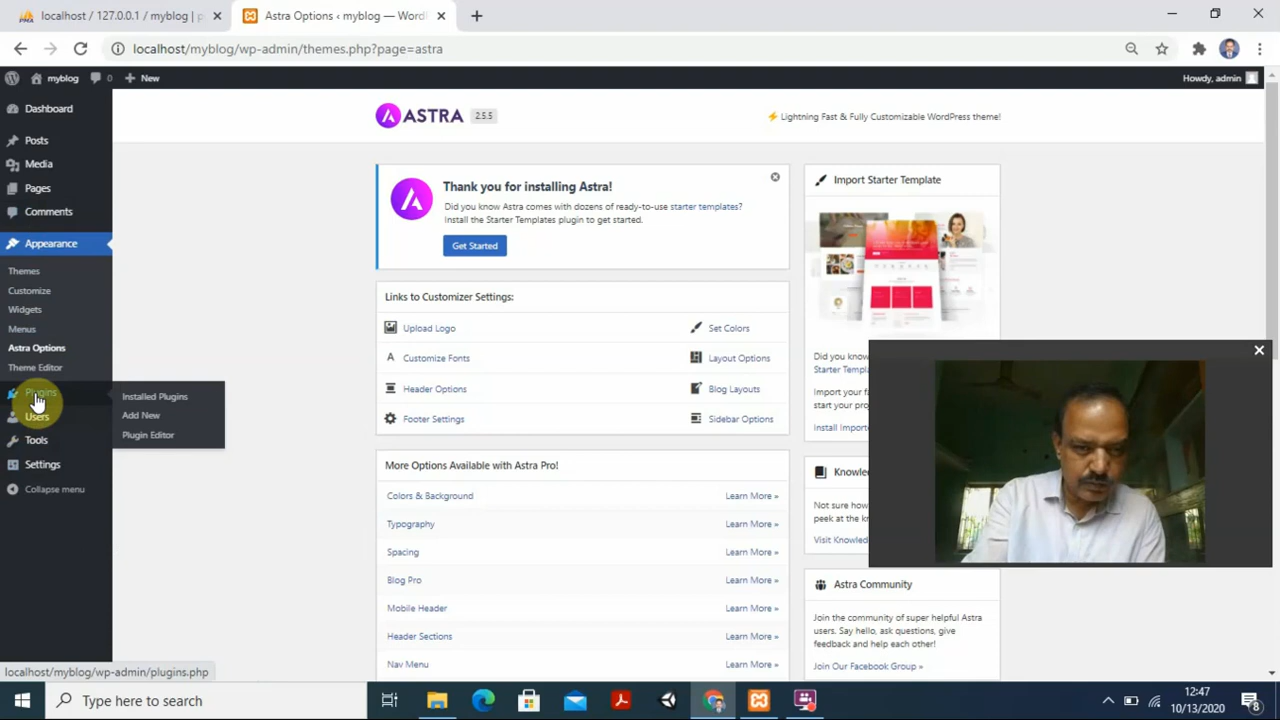 localhost / 127.0.0.1 / myblog | p
Astra Options ‹ myblog — Word
localhost/myblog/wp-admin/themes.php?page=astra
myblog
0
New
Howdy, admin
Dashboard
Posts
Media
Pages
Comments
Appearance
Themes
Customize
Widgets
Menus
Astra Options
Theme Editor
Plugins
Users
Tools
Settings
Collapse menu
Installed Plugins
Add New
Plugin Editor
ASTRA 2.5.5
Lightning Fast & Fully Customizable WordPress theme!
Thank you for installing Astra!
Did you know Astra comes with dozens of ready-to-use starter templates?
Install the Starter Templates plugin to get started.
Get Started
Links to Customizer Settings:
Upload Logo
Set Colors
Customize Fonts
Layout Options
Header Options
Blog Layouts
Footer Settings
Sidebar Options
More Options Available with Astra Pro!
Colors & Background Learn More »
Typography Learn More »
Spacing Learn More »
Blog Pro Learn More »
Mobile Header Learn More »
Header Sections Learn More »
Nav Menu Learn More »
Import Starter Template
Did you know
Starter Templa
Import your f
start your proj
Install Importe
Knowle
Not sure how
peek at the kn
Visit Knowled
Astra Community
Join the community of super helpful Astra
users. Say hello, ask questions, give
feedback and help each other!
Join Our Facebook Group »
localhost/myblog/wp-admin/plugins.php
Type here to search
12:47
10/13/2020
8